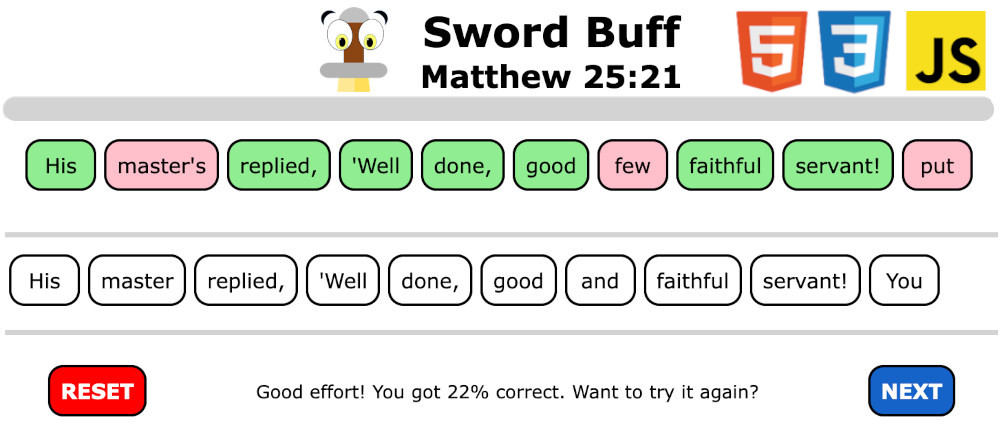 Sword Buff
Matthew 25:21
5 3 JS
His master's replied, 'Well done, good few faithful servant! put
His master replied, 'Well done, good and faithful servant! You
RESET Good effort! You got 22% correct. Want to try it again? NEXT